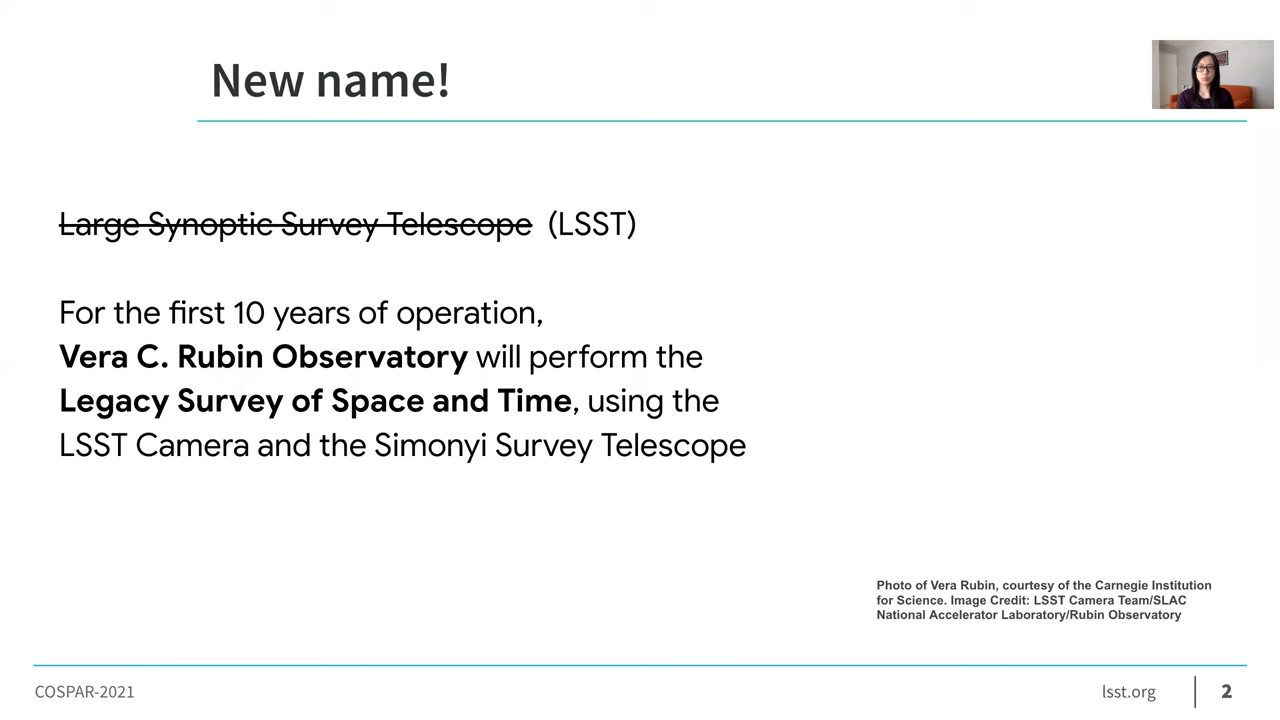 New name!
Large Synoptic Survey Telescope (LSST)
For the first 10 years of operation,
Vera C. Rubin Observatory will perform the
Legacy Survey of Space and Time, using the
LSST Camera and the Simonyi Survey Telescope
Photo of Vera Rubin, courtesy of the Carnegie Institution
for Science. Image Credit: LSST Camera Team/SLAC
National Accelerator Laboratory/Rubin Observatory
COSPAR-2021
lsst.org
2